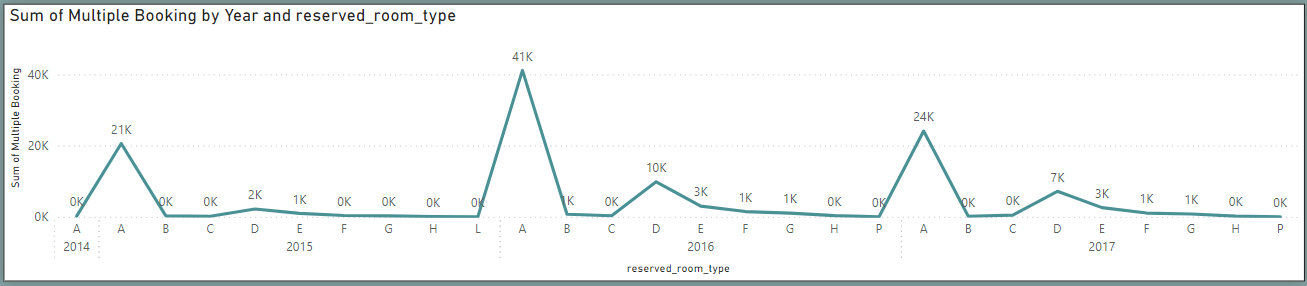 Sum of Multiple Booking by Year and reserved_room_type
Sum of Multiple Booking
40K
20K
0K
0K 21K 0K 0K 2K 1K 0K 0K 0K 0K 41K 1K 0K 10K 3K 1K 1K 0K 0K 24K 0K 0K 7K 3K 1K 1K 0K 0K
A A B C D E F G H L A B C D E F G H P A B C D E F G H P
2014 2015 2016 2017
reserved_room_type